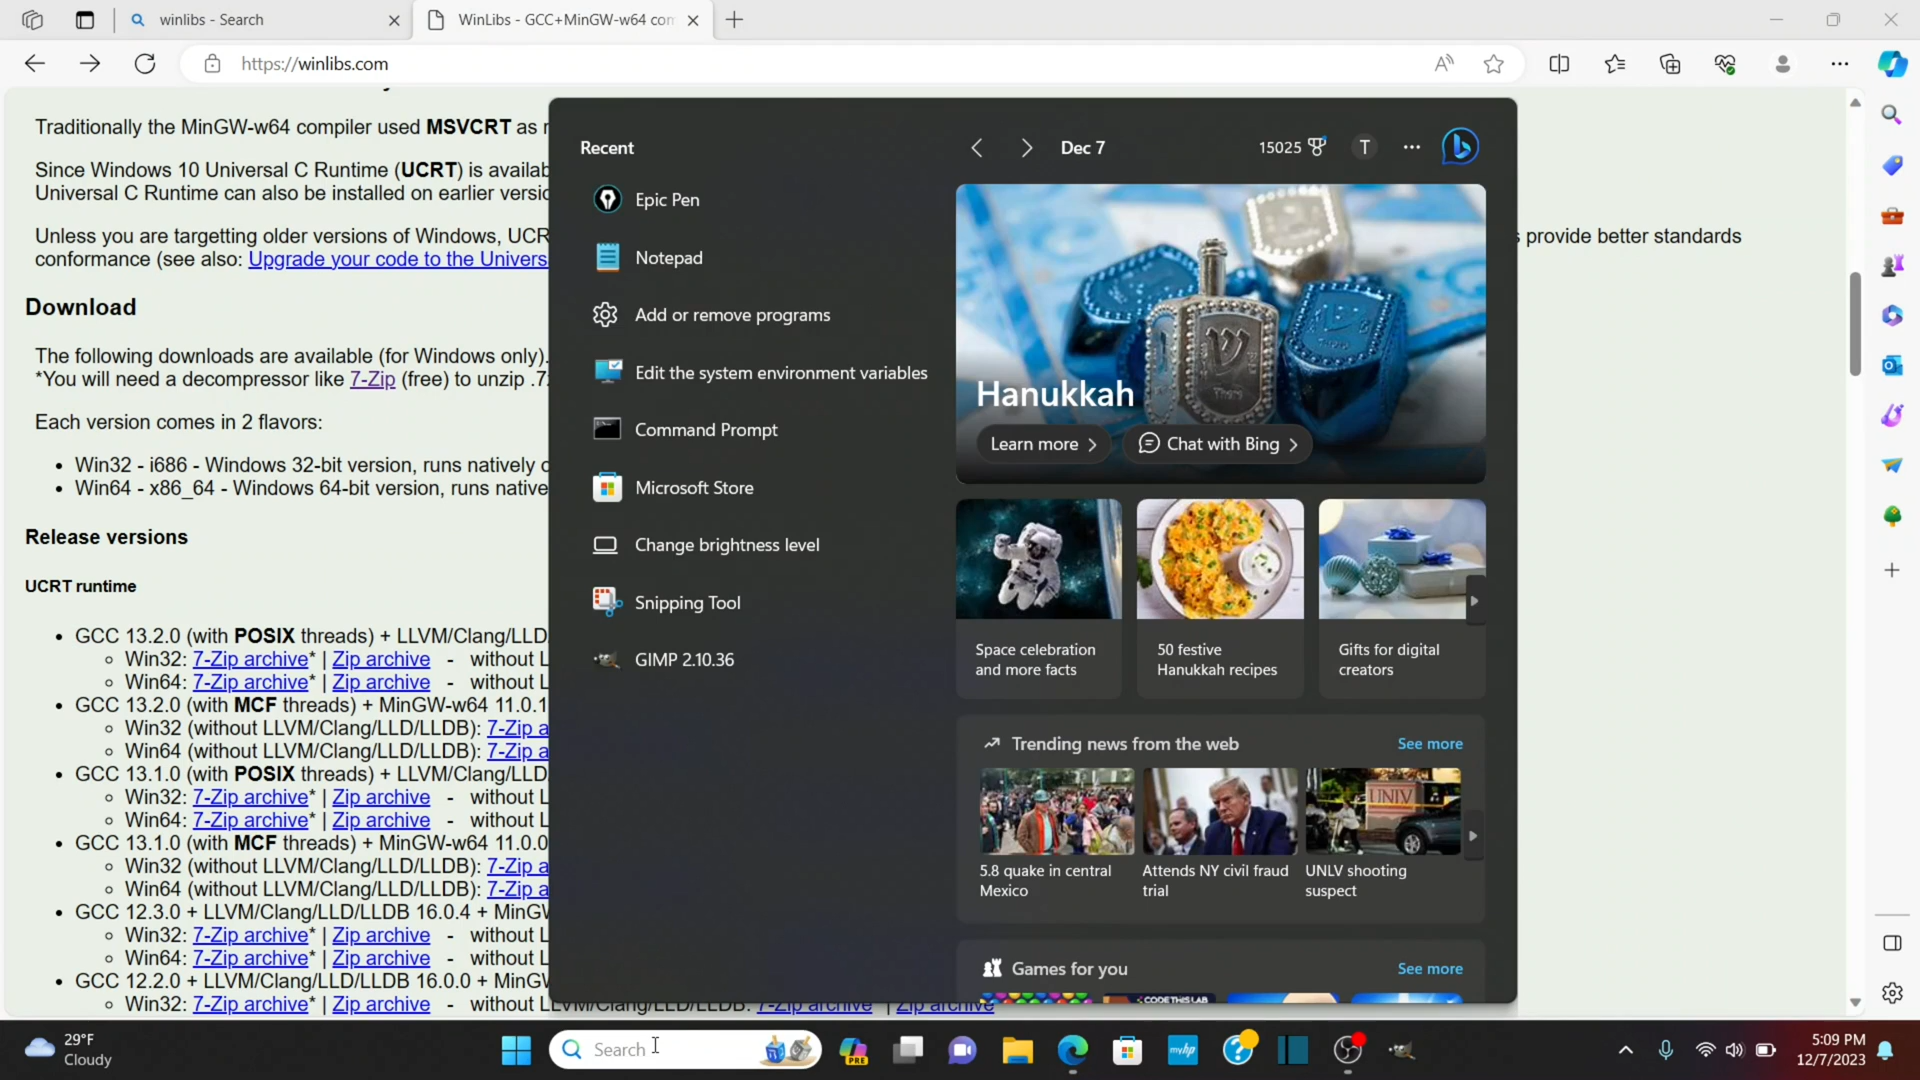 winlibs - Search
WinLibs - GCC+MinGW-w64 con
https://winlibs.com
Traditionally the MinGW-w64 compiler used MSVCRT as r
Since Windows 10 Universal C Runtime (UCRT) is availab
Universal C Runtime can also be installed on earlier versic
Unless you are targetting older versions of Windows, UCR
s provide better standards
conformance (see also: Upgrade your code to the Univers
Download
The following downloads are available (for Windows only).
*You will need a decompressor like 7-Zip (free) to unzip .7
Each version comes in 2 flavors:
• Win32 - i686 - Windows 32-bit version, runs natively o
• Win64 - x86_64 - Windows 64-bit version, runs native
Release versions
UCRT runtime
• GCC 13.2.0 (with POSIX threads) + LLVM/Clang/LLD
Win32: 7-Zip archive* | Zip archive - without L
Win64: 7-Zip archive* | Zip archive - without L
• GCC 13.2.0 (with MCF threads) + MinGW-w64 11.0.1
Win32 (without LLVM/Clang/LLD/LLDB): 7-Zip a
Win64 (without LLVM/Clang/LLD/LLDB): 7-Zip a
• GCC 13.1.0 (with POSIX threads) + LLVM/Clang/LLD
Win32: 7-Zip archive* | Zip archive - without L
Win64: 7-Zip archive* | Zip archive - without L
• GCC 13.1.0 (with MCF threads) + MinGW-w64 11.0.0
Win32 (without LLVM/Clang/LLD/LLDB): 7-Zip a
Win64 (without LLVM/Clang/LLD/LLDB): 7-Zip a
• GCC 12.3.0 + LLVM/Clang/LLD/LLDB 16.0.4 + MinGW
Win32: 7-Zip archive* | Zip archive - without L
Win64: 7-Zip archive* | Zip archive - without L
• GCC 12.2.0 + LLVM/Clang/LLD/LLDB 16.0.0 + MinGW
Win32: 7-Zip archive* | Zip archive - without LLVM/Clang/LLD/LLDB: 7-Zip archive | Zip archive
Recent
Epic Pen
Notepad
Add or remove programs
Edit the system environment variables
Command Prompt
Microsoft Store
Change brightness level
Snipping Tool
GIMP 2.10.36
Dec 7
15025
T
Hanukkah
Learn more
Chat with Bing
Space celebration
and more facts
50 festive
Hanukkah recipes
Gifts for digital
creators
Trending news from the web
See more
UNLV
5.8 quake in central
Mexico
Attends NY civil fraud
trial
UNLV shooting
suspect
Games for you
See more
CODE THIS LAB
29°F
Cloudy
Search
PRE
myhp
5:09 PM
12/7/2023